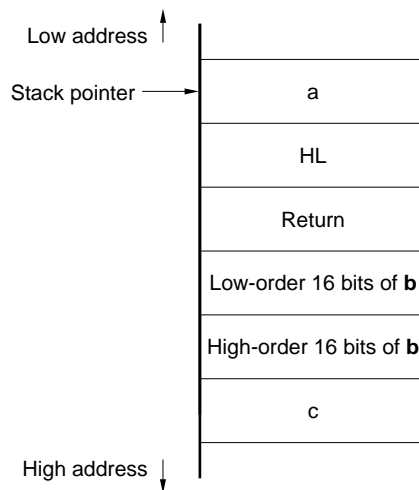 Low address
Stack pointer
a
HL
Return
Low-order 16 bits of b
High-order 16 bits of b
c
High address